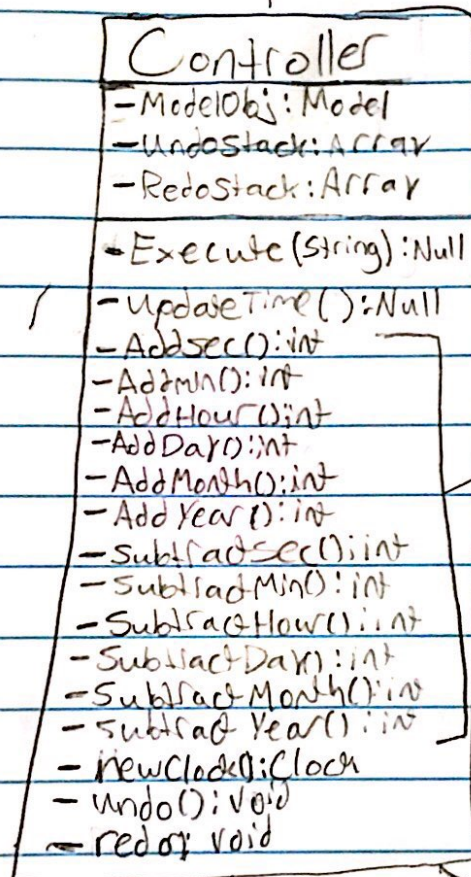 Controller
-ModelObj: Model
-UndoStack: Array
-RedoStack: Array
-Execute(String): Null
-UpdateTime(): Null
-Addsec(): int
-Addmin(): int
-AddHour(): int
-AddDay(): int
-AddMonth(): int
-AddYear(): int
-SubtractSec(): int
-SubtractMin(): int
-SubtractHour(): int
-SubtractDay(): int
-SubtractMonth(): int
-SubtractYear(): int
-newClock(): Clock
-undo(): void
-redo(): void